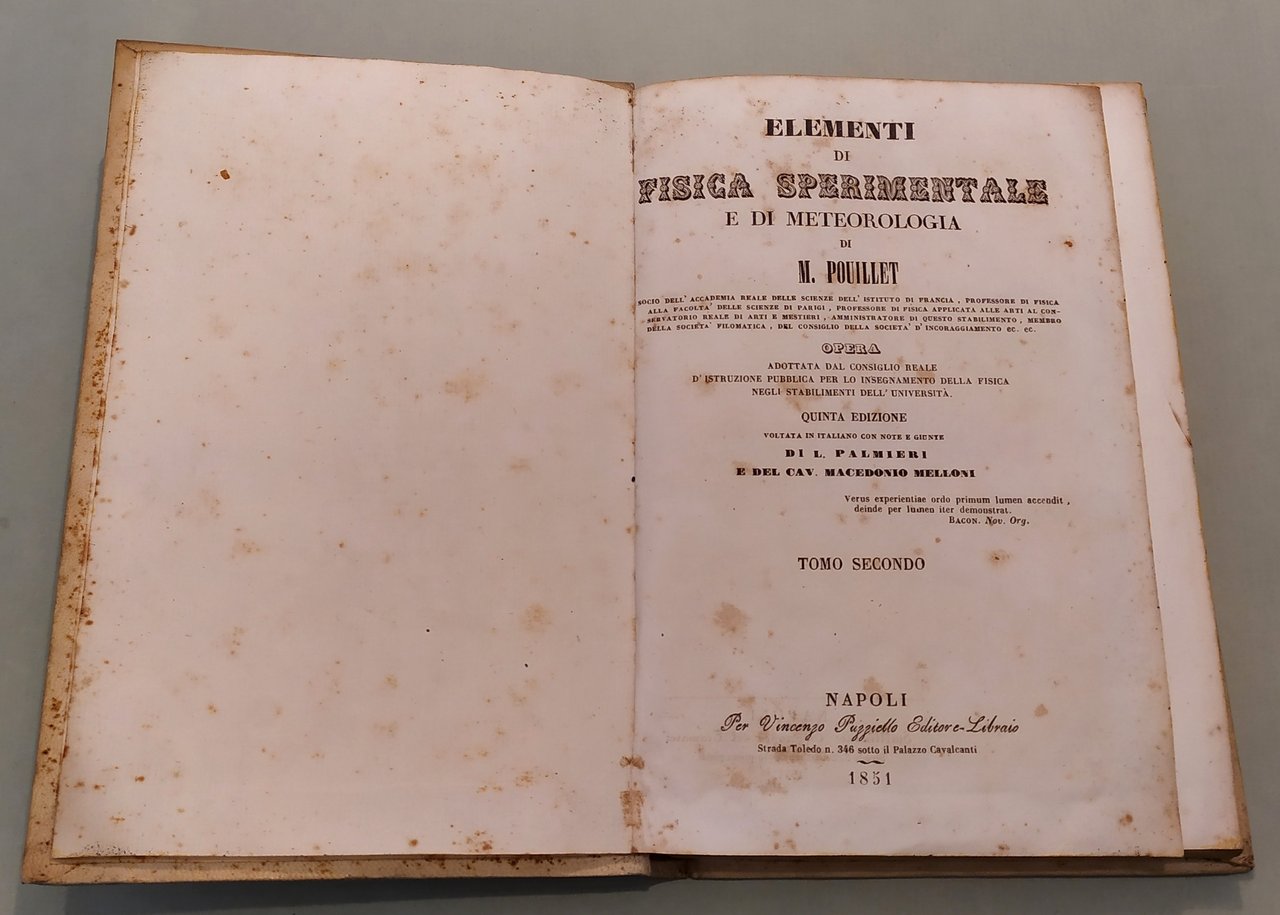 ELEMENTI
DI
FISICA SPERIMENTALE
E DI METEOROLOGIA
DI
M. POUILLET
SOCIO DELL' ACCADEMIA REALE DELLE SCIENZE DELL' ISTITUTO DI FRANCIA , PROFESSORE DI FISICA
ALLA FACOLTA' DELLE SCIENZE DI PARIGI , PROFESSORE DI FISICA APPLICATA ALLE ARTI AL CON-
SERVATORIO REALE DI ARTI E MESTIERI , AMMINISTRATORE DI QUESTO STABILIMENTO , MEMBRO
DELLA SOCIETA' FILOMATICA , DEL CONSIGLIO DELLA SOCIETA' D' INCORAGGIAMENTO EC. EC.
OPERA
ADOTTATA DAL CONSIGLIO REALE
D' ISTRUZIONE PUBBLICA PER LO INSEGNAMENTO DELLA FISICA
NEGLI STABILIMENTI DELL' UNIVERSITÀ.
QUINTA EDIZIONE
VOLTATA IN ITALIANO CON NOTE E GIUNTE
DI L. PALMIERI
E DEL CAV. MACEDONIO MELLONI
Verus experientiae ordo primum lumen accendit ,
deinde per lumen iter demonstrat.
BACON. Nov. Org.
TOMO SECONDO
NAPOLI
Per Vincenzo Puzziello Editore-Libraio
Strada Toledo n. 346 sotto il Palazzo Cavalcanti
1851